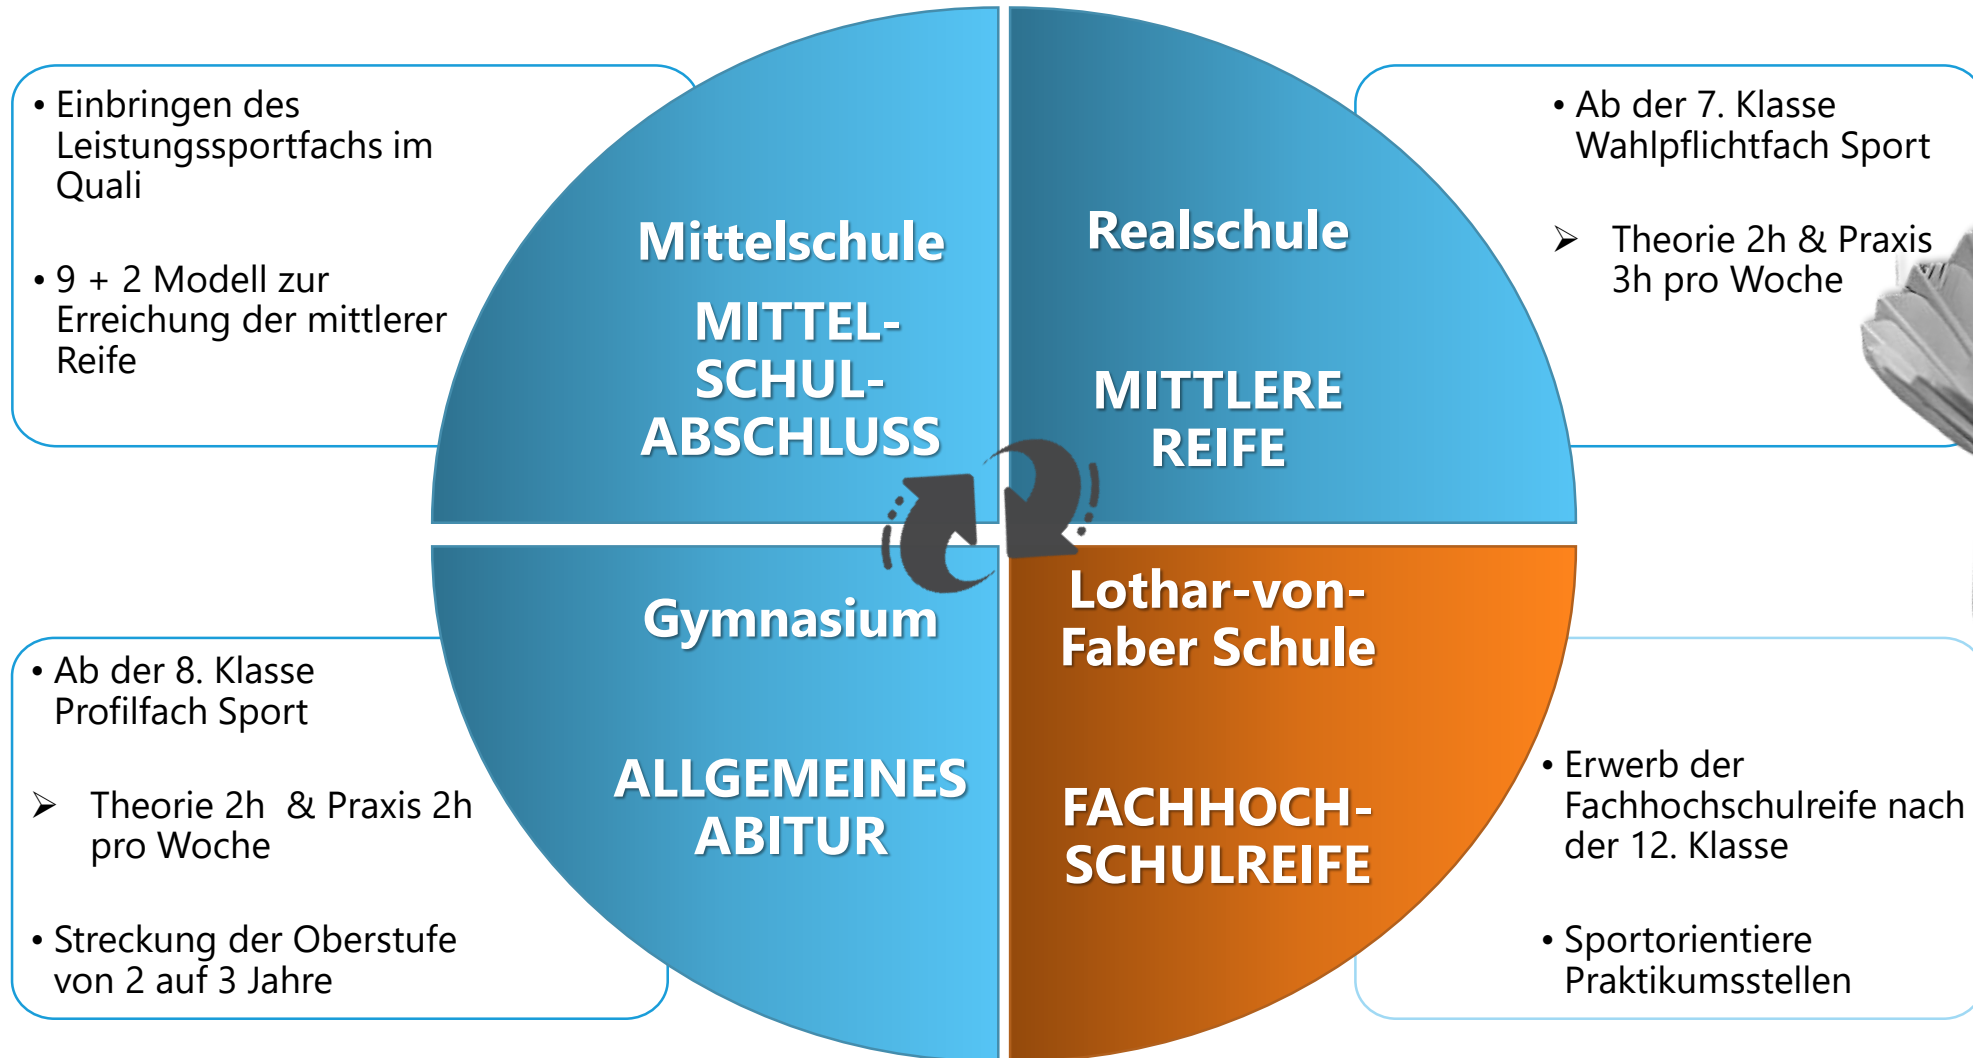 • Einbringen des
Leistungssportfachs im
Quali
• 9 + 2 Modell zur
Erreichung der mittlerer
Reife
Mittelschule
MITTEL-
SCHUL-
ABSCHLUSS
Realschule
MITTLERE
REIFE
• Ab der 7. Klasse
Wahlpflichtfach Sport
➢ Theorie 2h & Praxis
3h pro Woche
• Ab der 8. Klasse
Profilfach Sport
➢ Theorie 2h  & Praxis 2h
pro Woche
• Streckung der Oberstufe
von 2 auf 3 Jahre
Gymnasium
ALLGEMEINES
ABITUR
Lothar-von-
Faber Schule
FACHHOCH-
SCHULREIFE
• Erwerb der
Fachhochschulreife nach
der 12. Klasse
• Sportorientiere
Praktikumsstellen